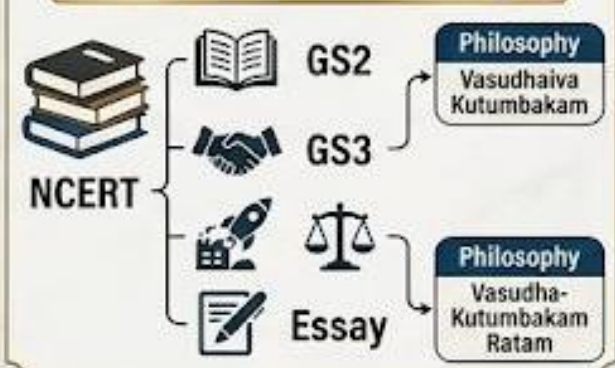 NCERT
GS2
GS3
Essay
Philosophy
Vasudhaiva
Kutumbakam
Philosophy
Vasudha-
Kutumbakam
Ratam